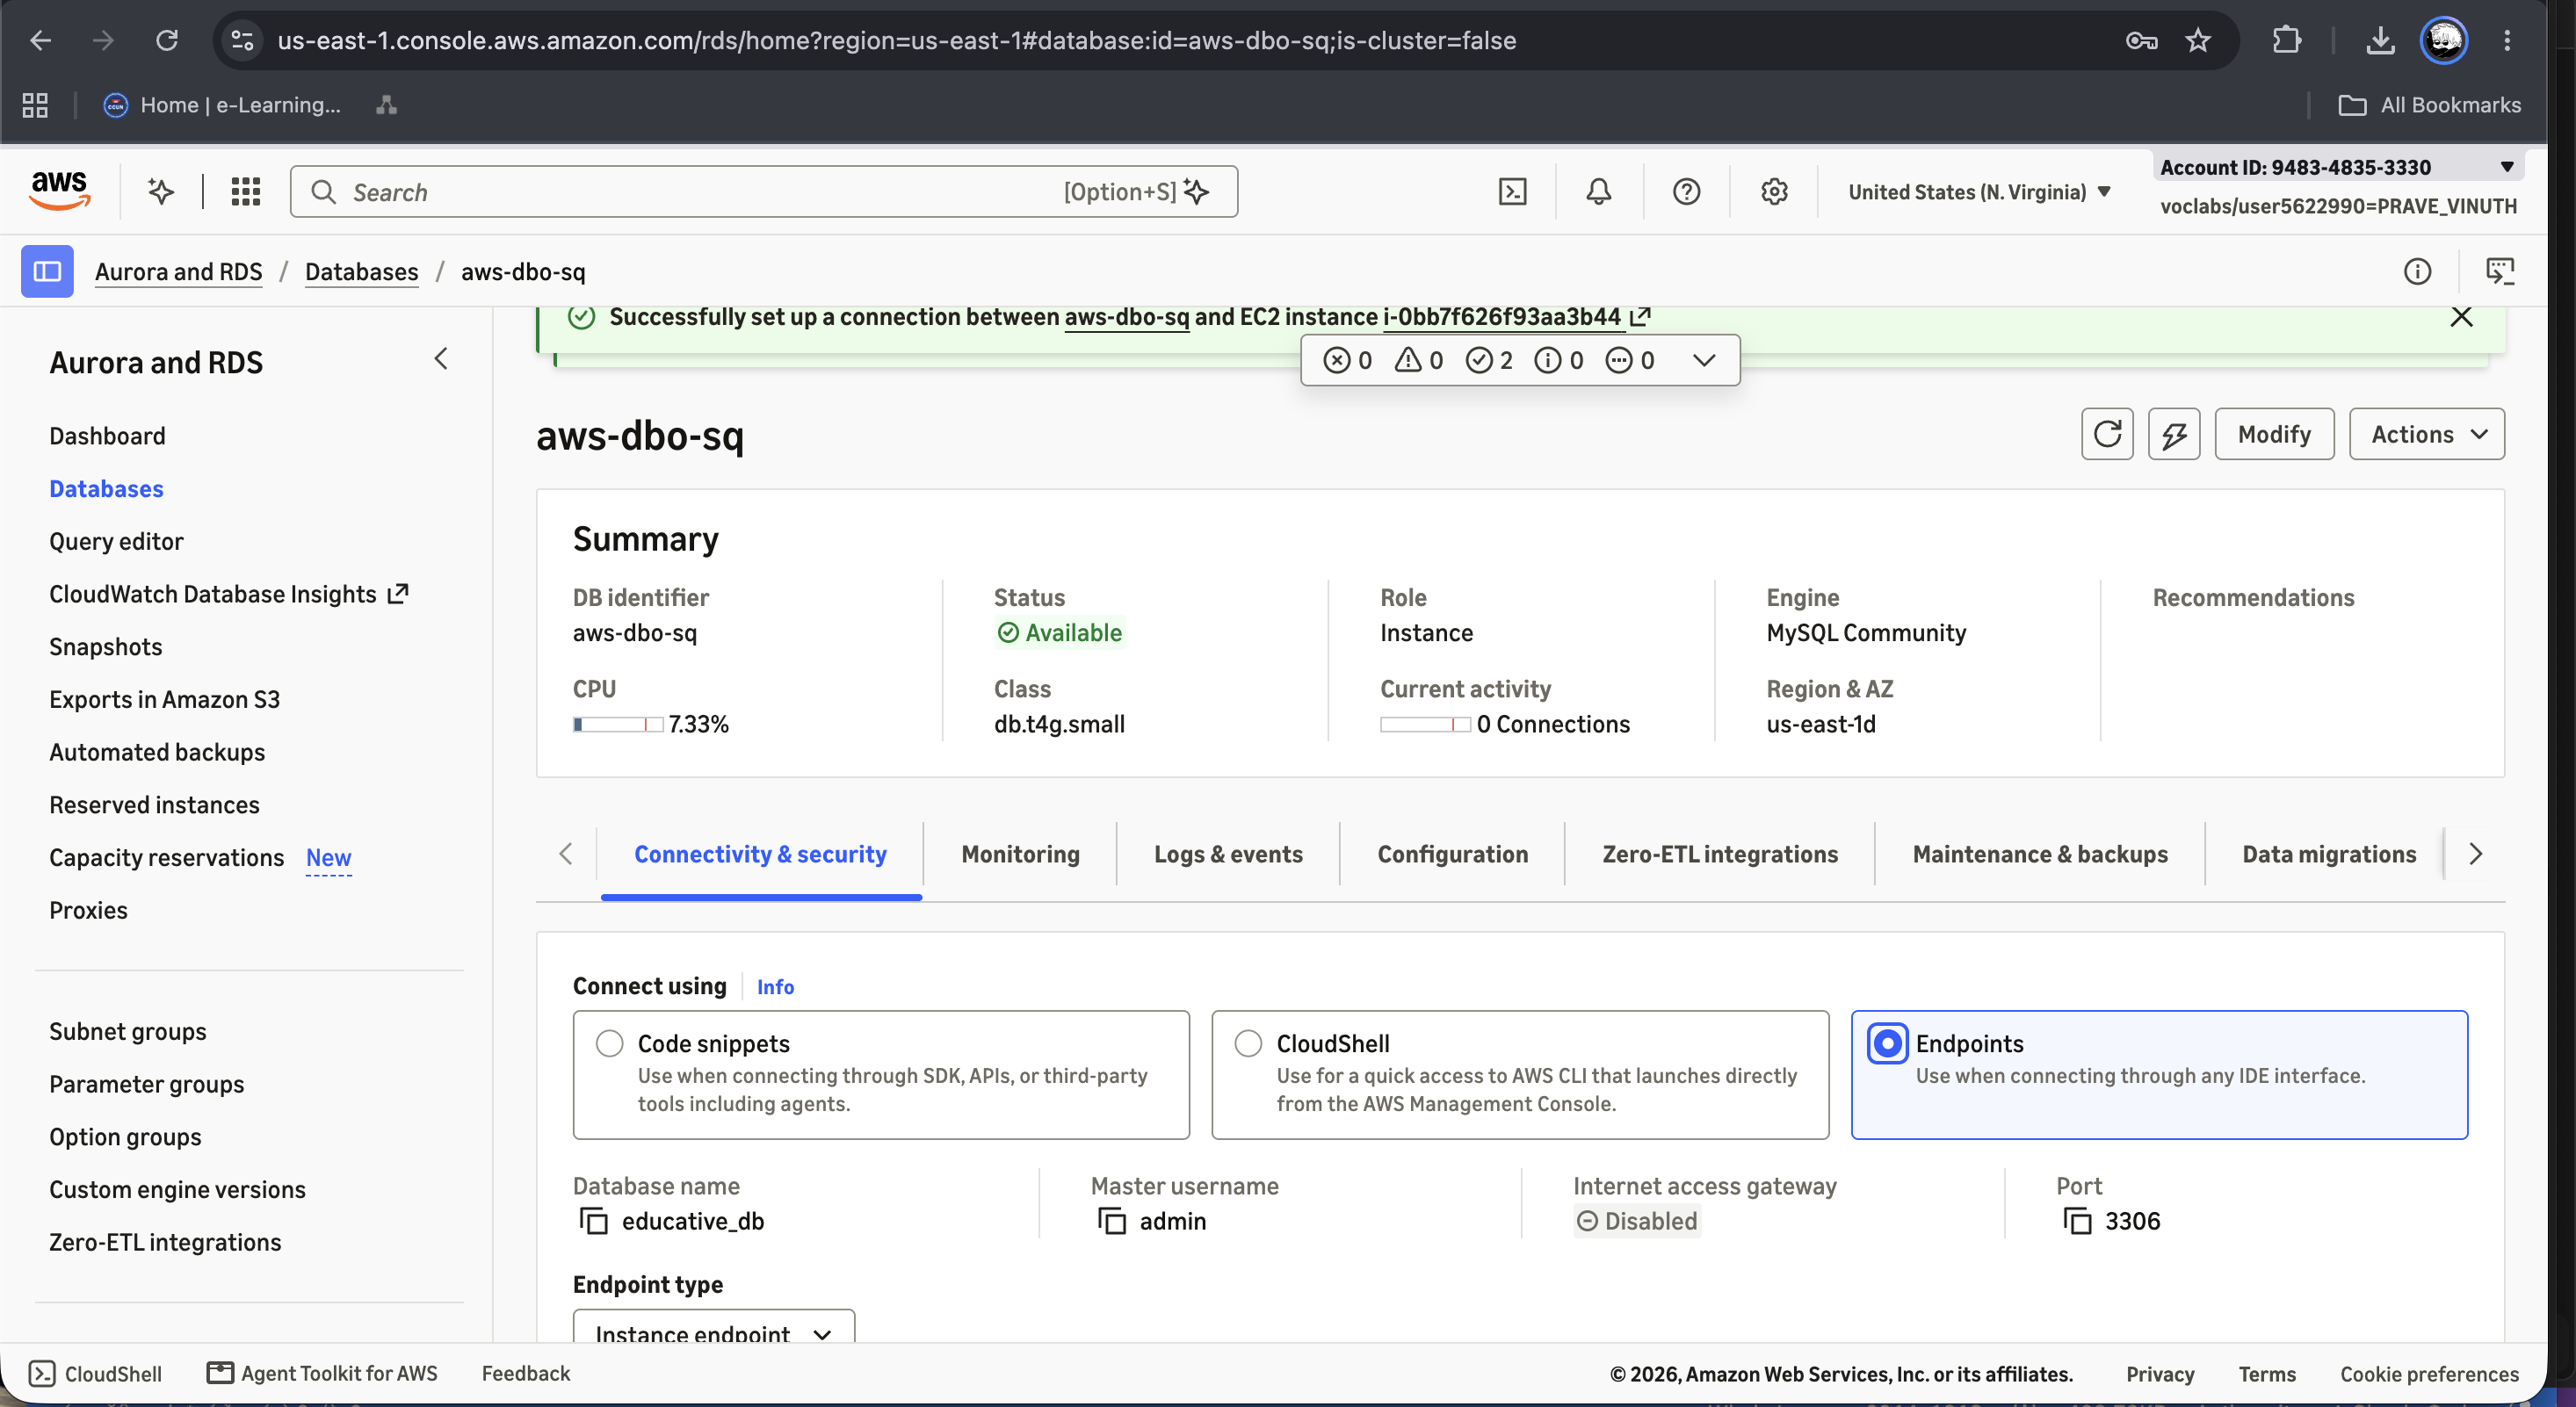 us-east-1.console.aws.amazon.com/rds/home?region=us-east-1#database:id=aws-dbo-sq;is-cluster=false
Home | e-Learning...
All Bookmarks
aws
Search
[Option+S]
United States (N. Virginia)
Account ID: 9483-4835-3330
voclabs/user5622990=PRAVE_VINUTH
Aurora and RDS / Databases / aws-dbo-sq
Successfully set up a connection between aws-dbo-sq and EC2 instance i-0bb7f626f93aa3b44
0 0 2 0 0
Aurora and RDS
Dashboard
Databases
Query editor
CloudWatch Database Insights
Snapshots
Exports in Amazon S3
Automated backups
Reserved instances
Capacity reservations New
Proxies
Subnet groups
Parameter groups
Option groups
Custom engine versions
Zero-ETL integrations
aws-dbo-sq
Modify
Actions
Summary
DB identifier
aws-dbo-sq
Status
Available
Role
Instance
Engine
MySQL Community
Recommendations
CPU
7.33%
Class
db.t4g.small
Current activity
0 Connections
Region & AZ
us-east-1d
Connectivity & security
Monitoring
Logs & events
Configuration
Zero-ETL integrations
Maintenance & backups
Data migrations
Connect using
Info
Code snippets
Use when connecting through SDK, APIs, or third-party
tools including agents.
CloudShell
Use for a quick access to AWS CLI that launches directly
from the AWS Management Console.
Endpoints
Use when connecting through any IDE interface.
Database name
educative_db
Master username
admin
Internet access gateway
Disabled
Port
3306
Endpoint type
Instance endpoint
CloudShell
Agent Toolkit for AWS
Feedback
© 2026, Amazon Web Services, Inc. or its affiliates.
Privacy
Terms
Cookie preferences